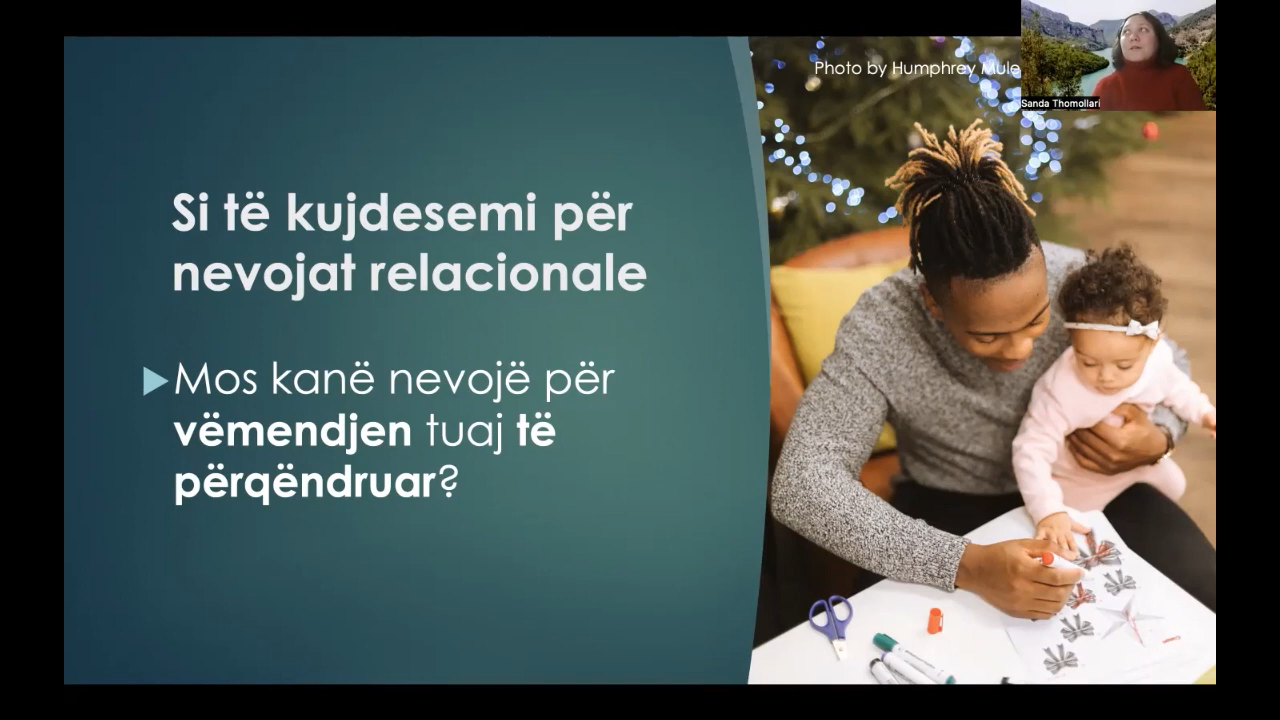 Photo by Humphrey Mule
Sanda Thomollari
Si të kujdesemi për
nevojat relacionale
Mos kanë nevojë për
vëmendjen tuaj të
përqëndruar?